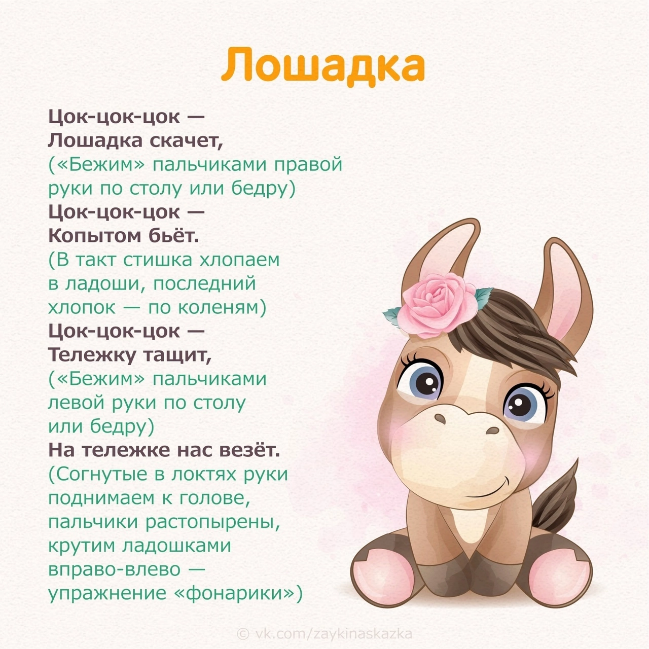 Лошадка
Цок-цок-цок —
Лошадка скачет,
(«Бежим» пальчиками правой
руки по столу или бедру)
Цок-цок-цок —
Копытом бьёт.
(В такт стишка хлопаем
в ладоши, последний
хлопок — по коленям)
Цок-цок-цок —
Тележку тащит,
(«Бежим» пальчиками
левой руки по столу
или бедру)
На тележке нас везёт.
(Согнутые в локтях руки
поднимаем к голове,
пальчики растопырены,
крутим ладошками
вправо-влево —
упражнение «фонарики»)
© vk.com/zaykinaskazka